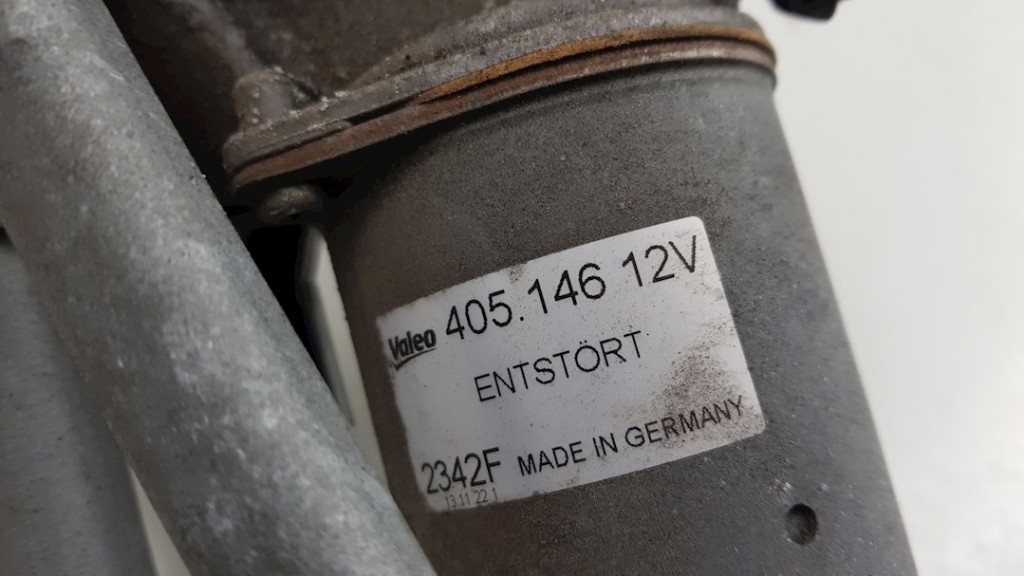 Valeo 405.146 12V
ENTSTÖRT
2342F MADE IN GERMANY
13 11 22 1